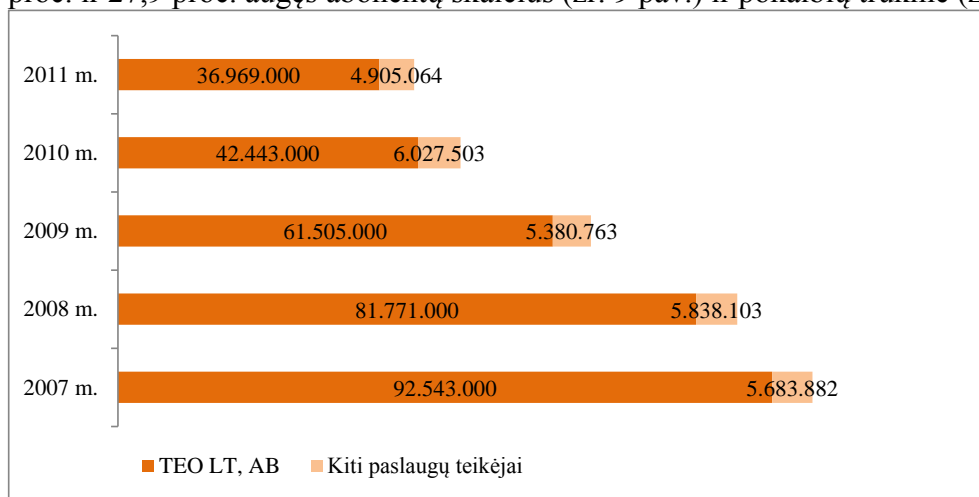 proc. ir 27,9 proc. augęs abonentų skaičius (žr. 9 pav.) ir pokalbių trukmė
2011 m. 36.969.000 4.905.064
2010 m. 42.443.000 6.027.503
2009 m. 61.505.000 5.380.763
2008 m. 81.771.000 5.838.103
2007 m. 92.543.000 5.683.882
TEO LT, AB Kiti paslaugų teikėjai